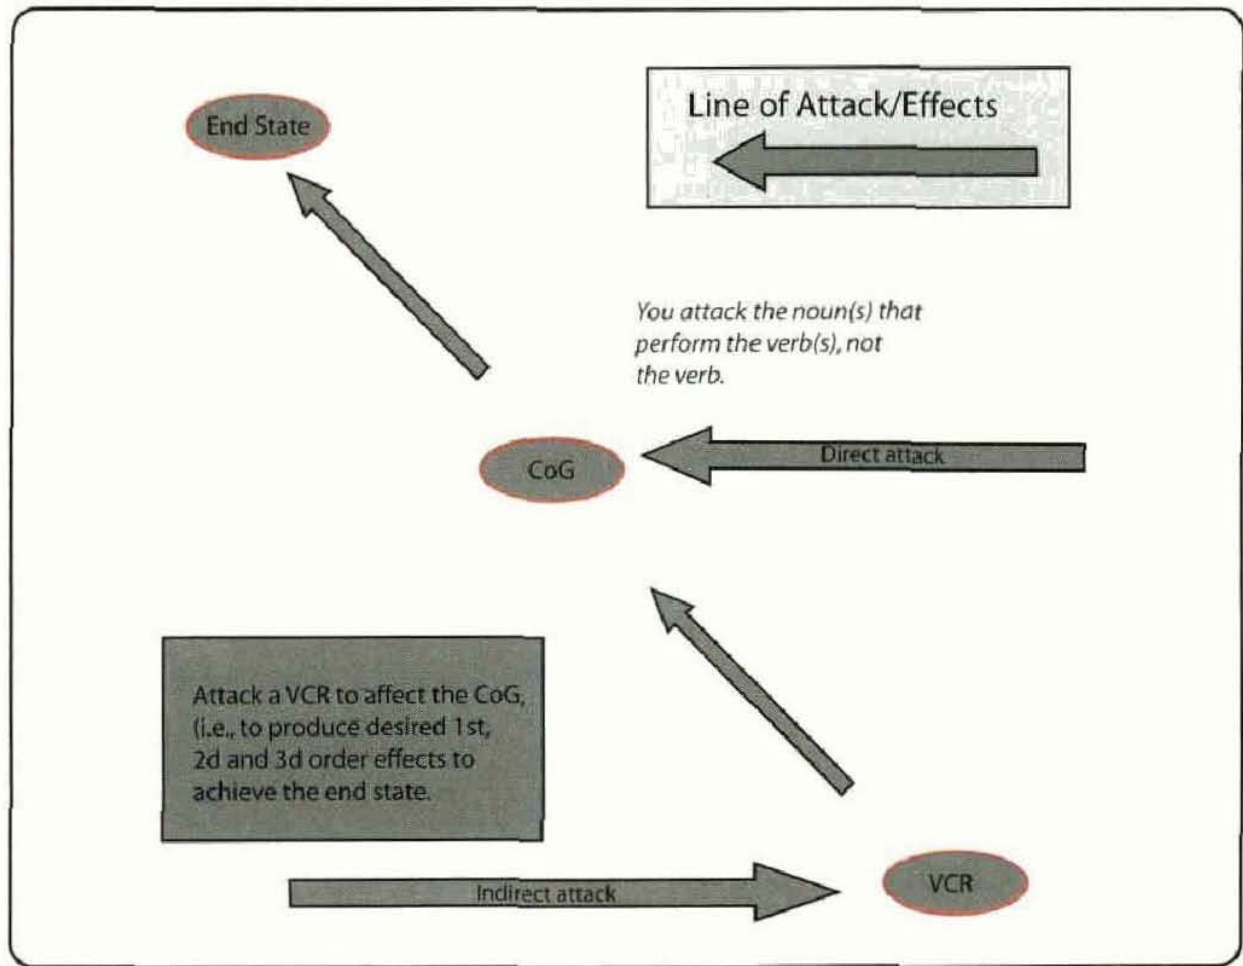 End State
Line of Attack/Effects
You attack the noun(s) that
perform the verb(s), not
the verb.
Direct attack
CoG
Attack a VCR to affect the CoG,
(i.e., to produce desired 1st,
2d and 3d order effects to
achieve the end state.
Indirect attack
VCR